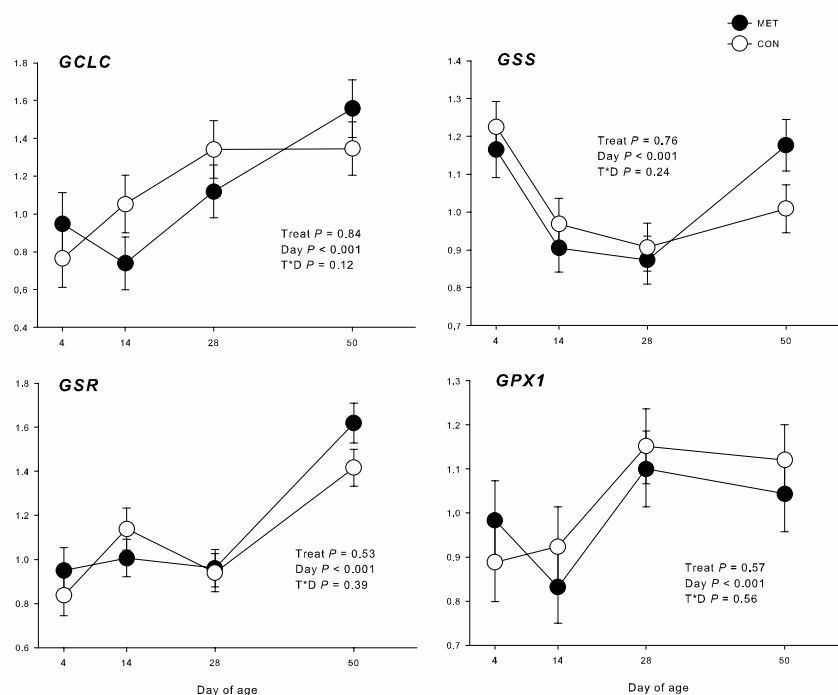 MET
CON
GCLC
1.8
1.6
1.4
1.2
1.0
0.8
0.6
0.4
Treat P = 0.84
Day P < 0.001
T*D P = 0.12
4
14
28
50
GSS
1.4
1.3
1.2
1.1
1.0
0.9
0.8
0.7
Treat P = 0.76
Day P < 0.001
T*D P = 0.24
4
14
28
50
GSR
1.8
1.6
1.4
1.2
1.0
0.8
0.6
Treat P = 0.53
Day P < 0.001
T*D P = 0.39
4
14
28
50
Day of age
GPX1
1.3
1.2
1.1
1.0
0.9
0.8
0.7
Treat P = 0.57
Day P < 0.001
T*D P = 0.56
4
14
28
50
Day of age